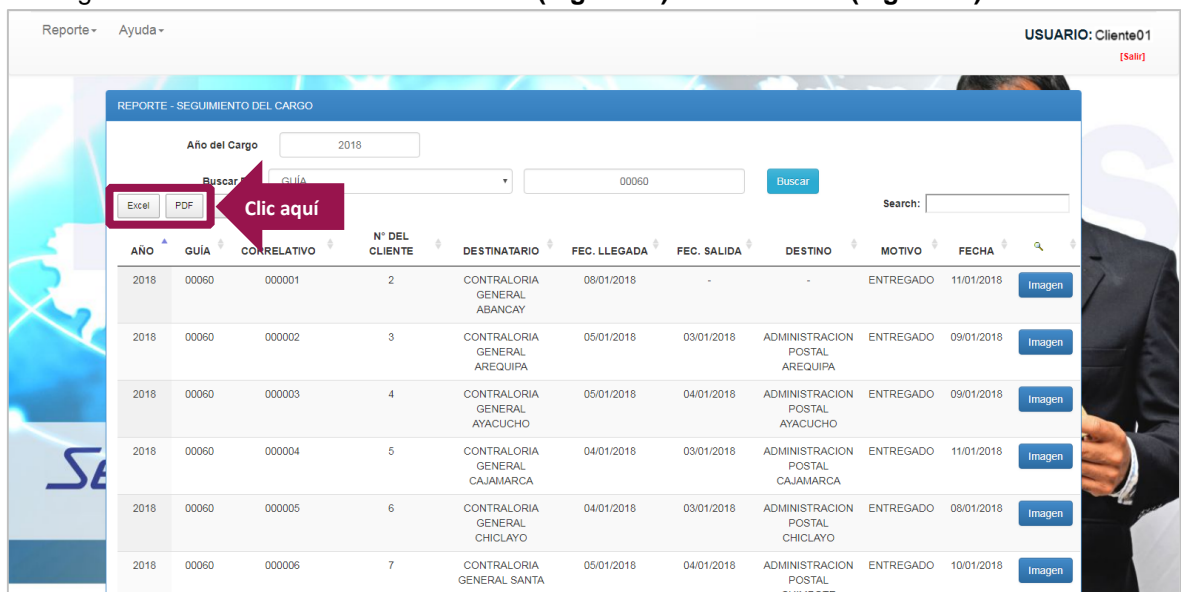 Reporte Ayuda
USUARIO: Cliente01
[Salir]
REPORTE - SEGUIMIENTO DEL CARGO
Año del Cargo 2018
GUÍA 00060 Buscar
Excel PDF Clic aquí Search:
AÑO GUÍA CORRELATIVO N° DEL CLIENTE DESTINATARIO FEC. LLEGADA FEC. SALIDA DESTINO MOTIVO FECHA
2018 00060 000001 2 CONTRALORIA 08/01/2018 - - ENTREGADO 11/01/2018 Imagen
GENERAL
ABANCAY
2018 00060 000002 3 CONTRALORIA 05/01/2018 03/01/2018 ADMINISTRACION ENTREGADO 09/01/2018 Imagen
GENERAL POSTAL
AREQUIPA AREQUIPA
2018 00060 000003 4 CONTRALORIA 05/01/2018 04/01/2018 ADMINISTRACION ENTREGADO 09/01/2018 Imagen
GENERAL POSTAL
AYACUCHO AYACUCHO
2018 00060 000004 5 CONTRALORIA 04/01/2018 03/01/2018 ADMINISTRACION ENTREGADO 11/01/2018 Imagen
GENERAL POSTAL
CAJAMARCA CAJAMARCA
2018 00060 000005 6 CONTRALORIA 04/01/2018 03/01/2018 ADMINISTRACION ENTREGADO 08/01/2018 Imagen
GENERAL POSTAL
CHICLAYO CHICLAYO
2018 00060 000006 7 CONTRALORIA 05/01/2018 04/01/2018 ADMINISTRACION ENTREGADO 10/01/2018 Imagen
GENERAL SANTA POSTAL